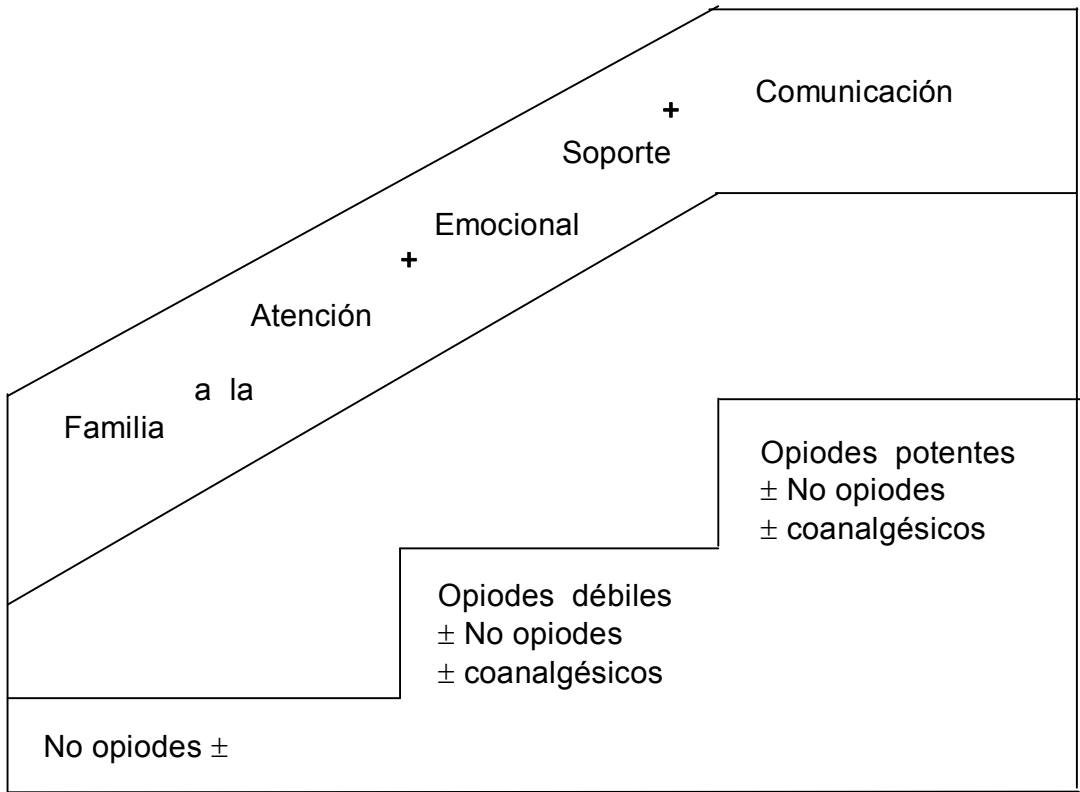 Comunicación
+
Soporte
Emocional
+
Atención
a la
Familia
Opiodes potentes
± No opiodes
± coanalgésicos
Opiodes débiles
± No opiodes
± coanalgésicos
No opiodes ±